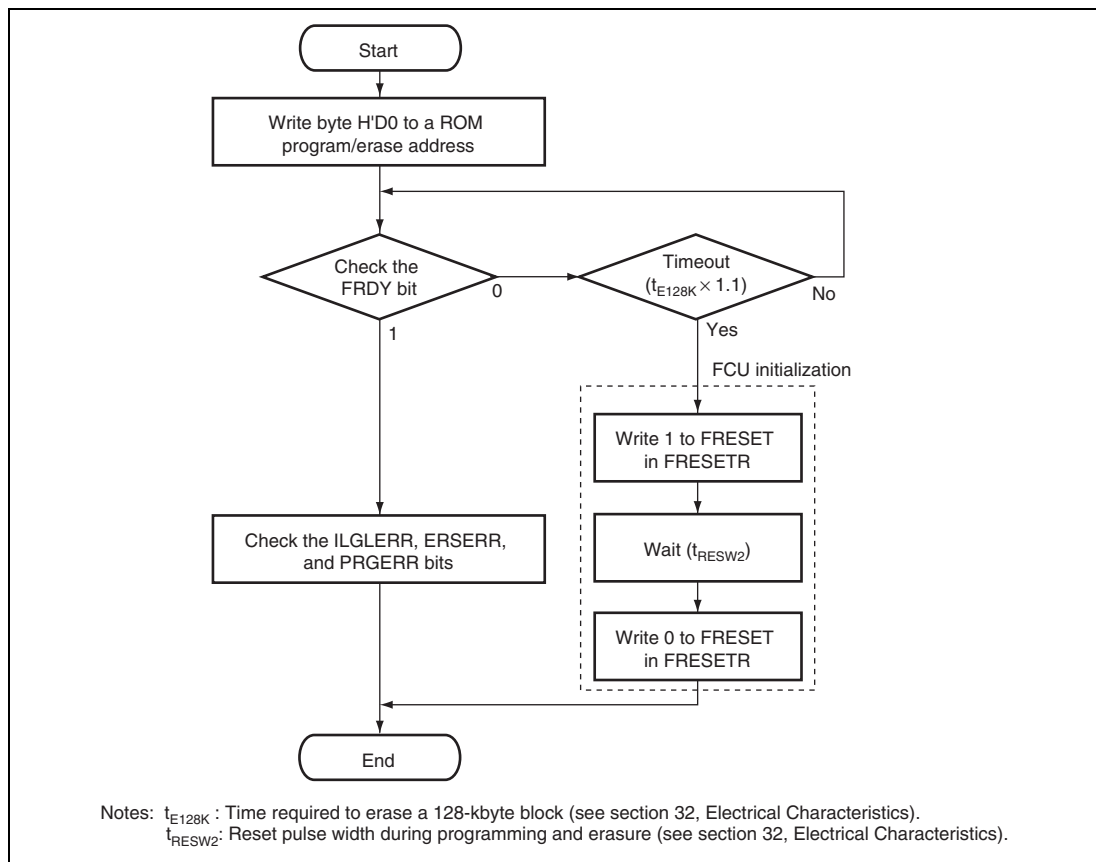 Start
Write byte H'D0 to a ROM
program/erase address
Check the
FRDY bit
0
1
Timeout
(tE128K × 1.1)
No
Yes
FCU initialization
Write 1 to FRESET
in FRESETR
Wait (tRESW2)
Write 0 to FRESET
in FRESETR
Check the ILGLERR, ERSERR,
and PRGERR bits
End
Notes: tE128K : Time required to erase a 128-kbyte block (see section 32, Electrical Characteristics).
tRESW2: Reset pulse width during programming and erasure (see section 32, Electrical Characteristics).